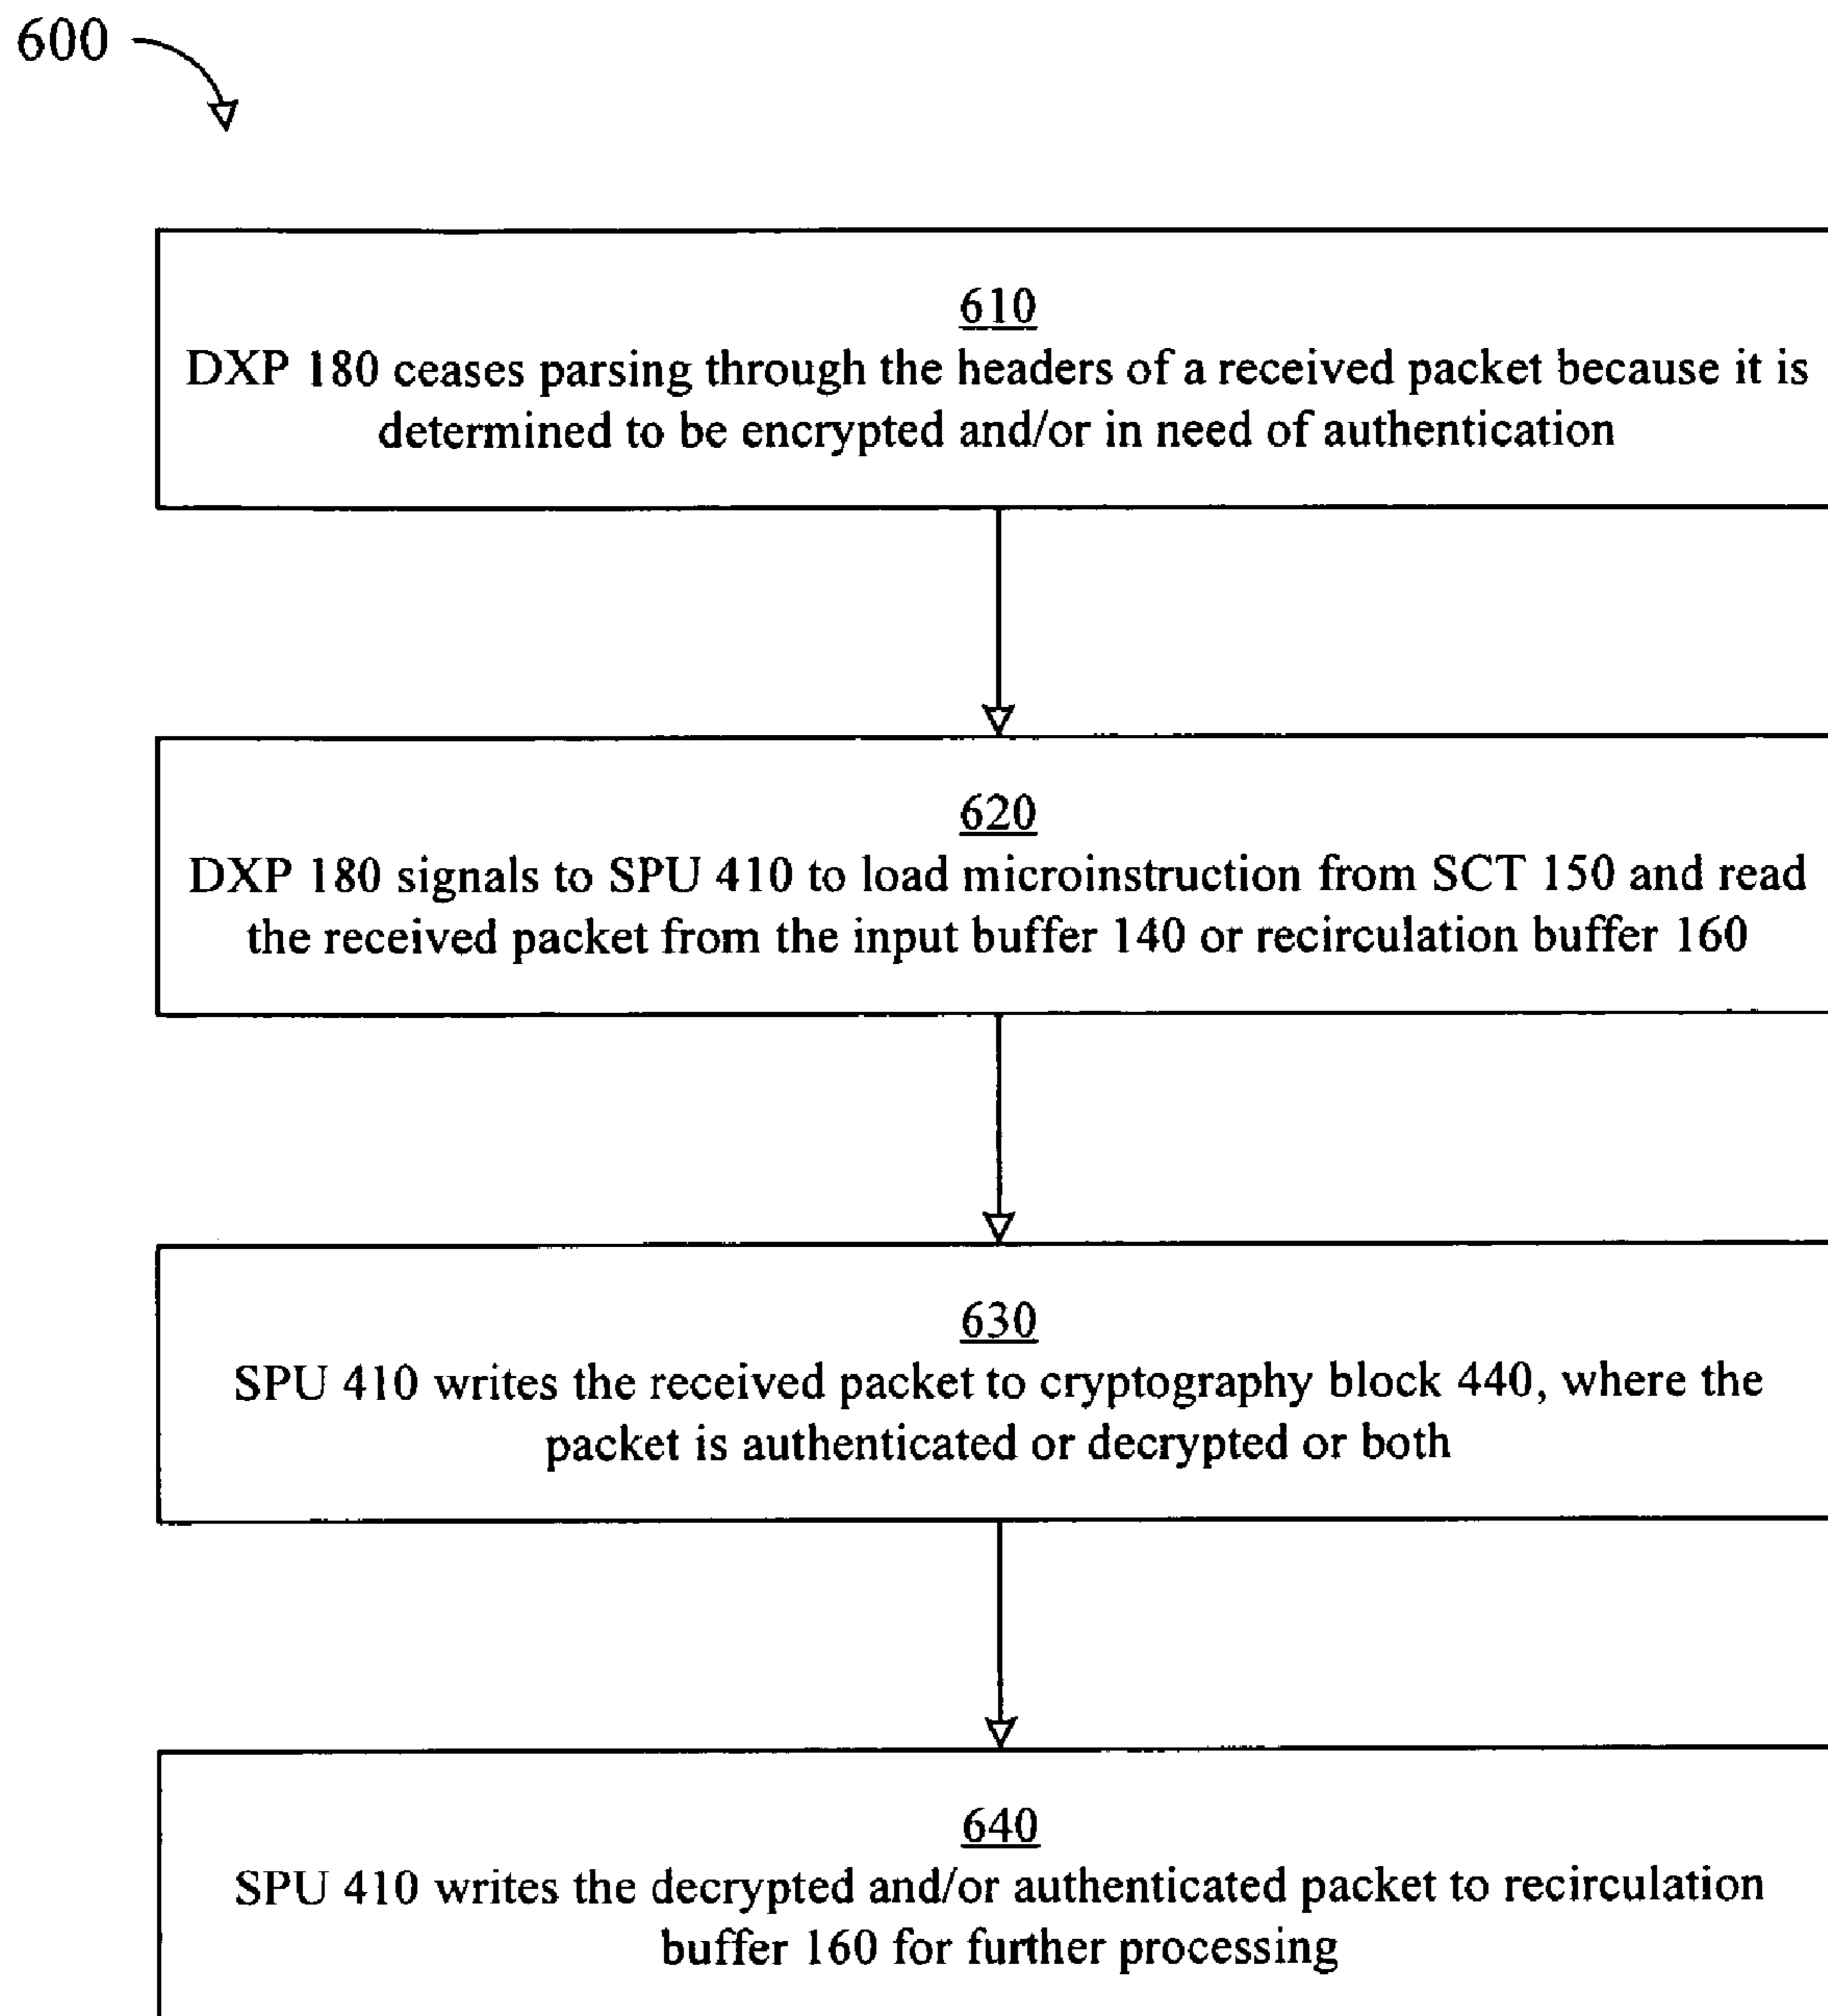 600
610
DXP 180 ceases parsing through the headers of a received packet because it is
determined to be encrypted and/or in need of authentication
620
DXP 180 signals to SPU 410 to load microinstruction from SCT 150 and read
the received packet from the input buffer 140 or recirculation buffer 160
630
SPU 410 writes the received packet to cryptography block 440, where the
packet is authenticated or decrypted or both
640
SPU 410 writes the decrypted and/or authenticated packet to recirculation
buffer 160 for further processing